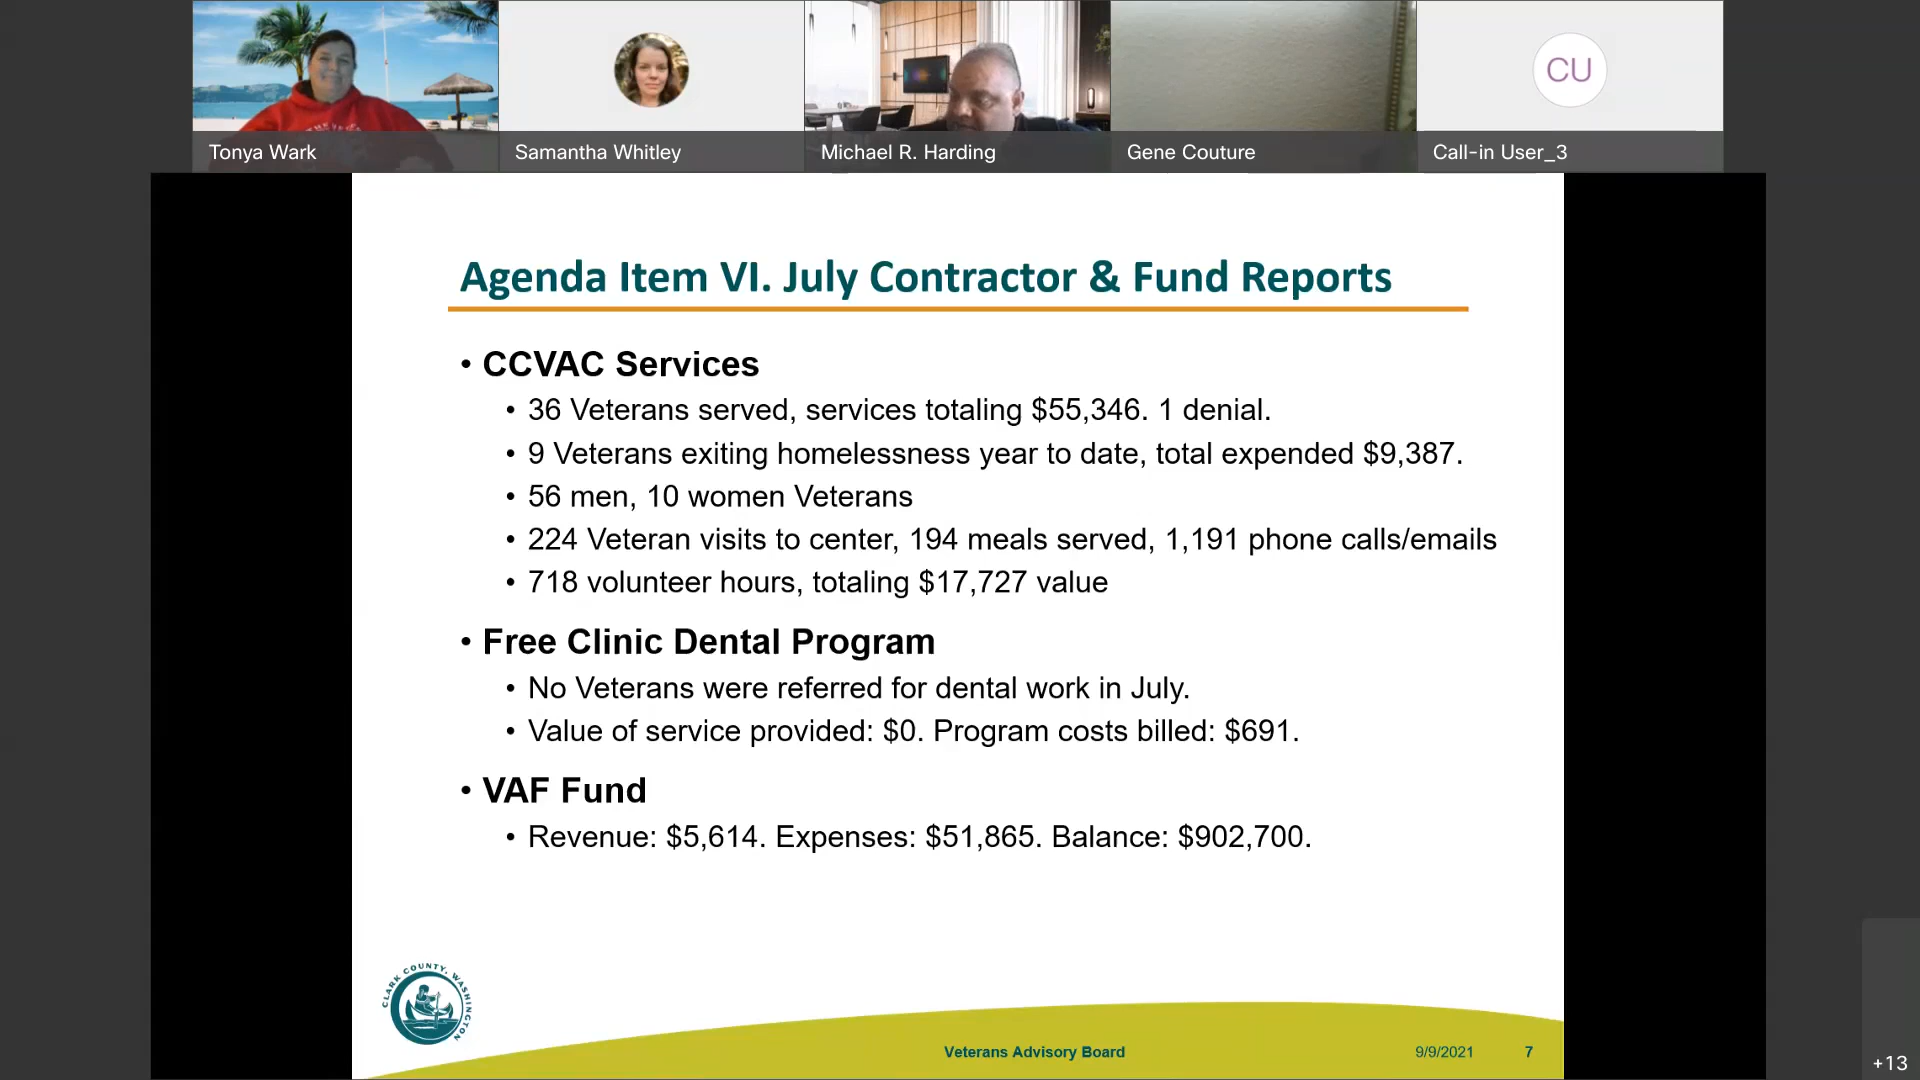 Tonya Wark
Samantha Whitley
Michael R. Harding
Gene Couture
CU
Call-in User_3
Agenda Item VI. July Contractor & Fund Reports
• CCVAC Services
• 36 Veterans served, services totaling $55,346. 1 denial.
• 9 Veterans exiting homelessness year to date, total expended $9,387.
• 56 men, 10 women Veterans
• 224 Veteran visits to center, 194 meals served, 1,191 phone calls/emails
• 718 volunteer hours, totaling $17,727 value
• Free Clinic Dental Program
• No Veterans were referred for dental work in July.
• Value of service provided: $0. Program costs billed: $691.
• VAF Fund
• Revenue: $5,614. Expenses: $51,865. Balance: $902,700.
CLARK COUNTY, WASHINGTON
Veterans Advisory Board
9/9/2021
7
+13